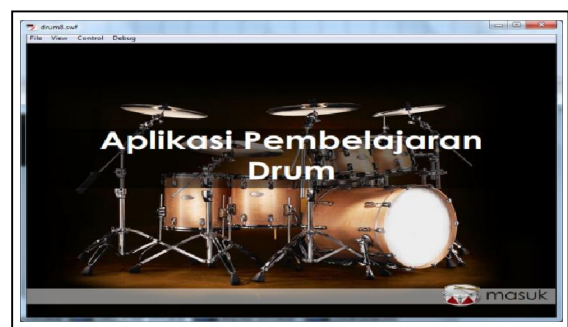 drum8.swf
File View Control Debug
Aplikasi Pembelajaran
Drum
masuk